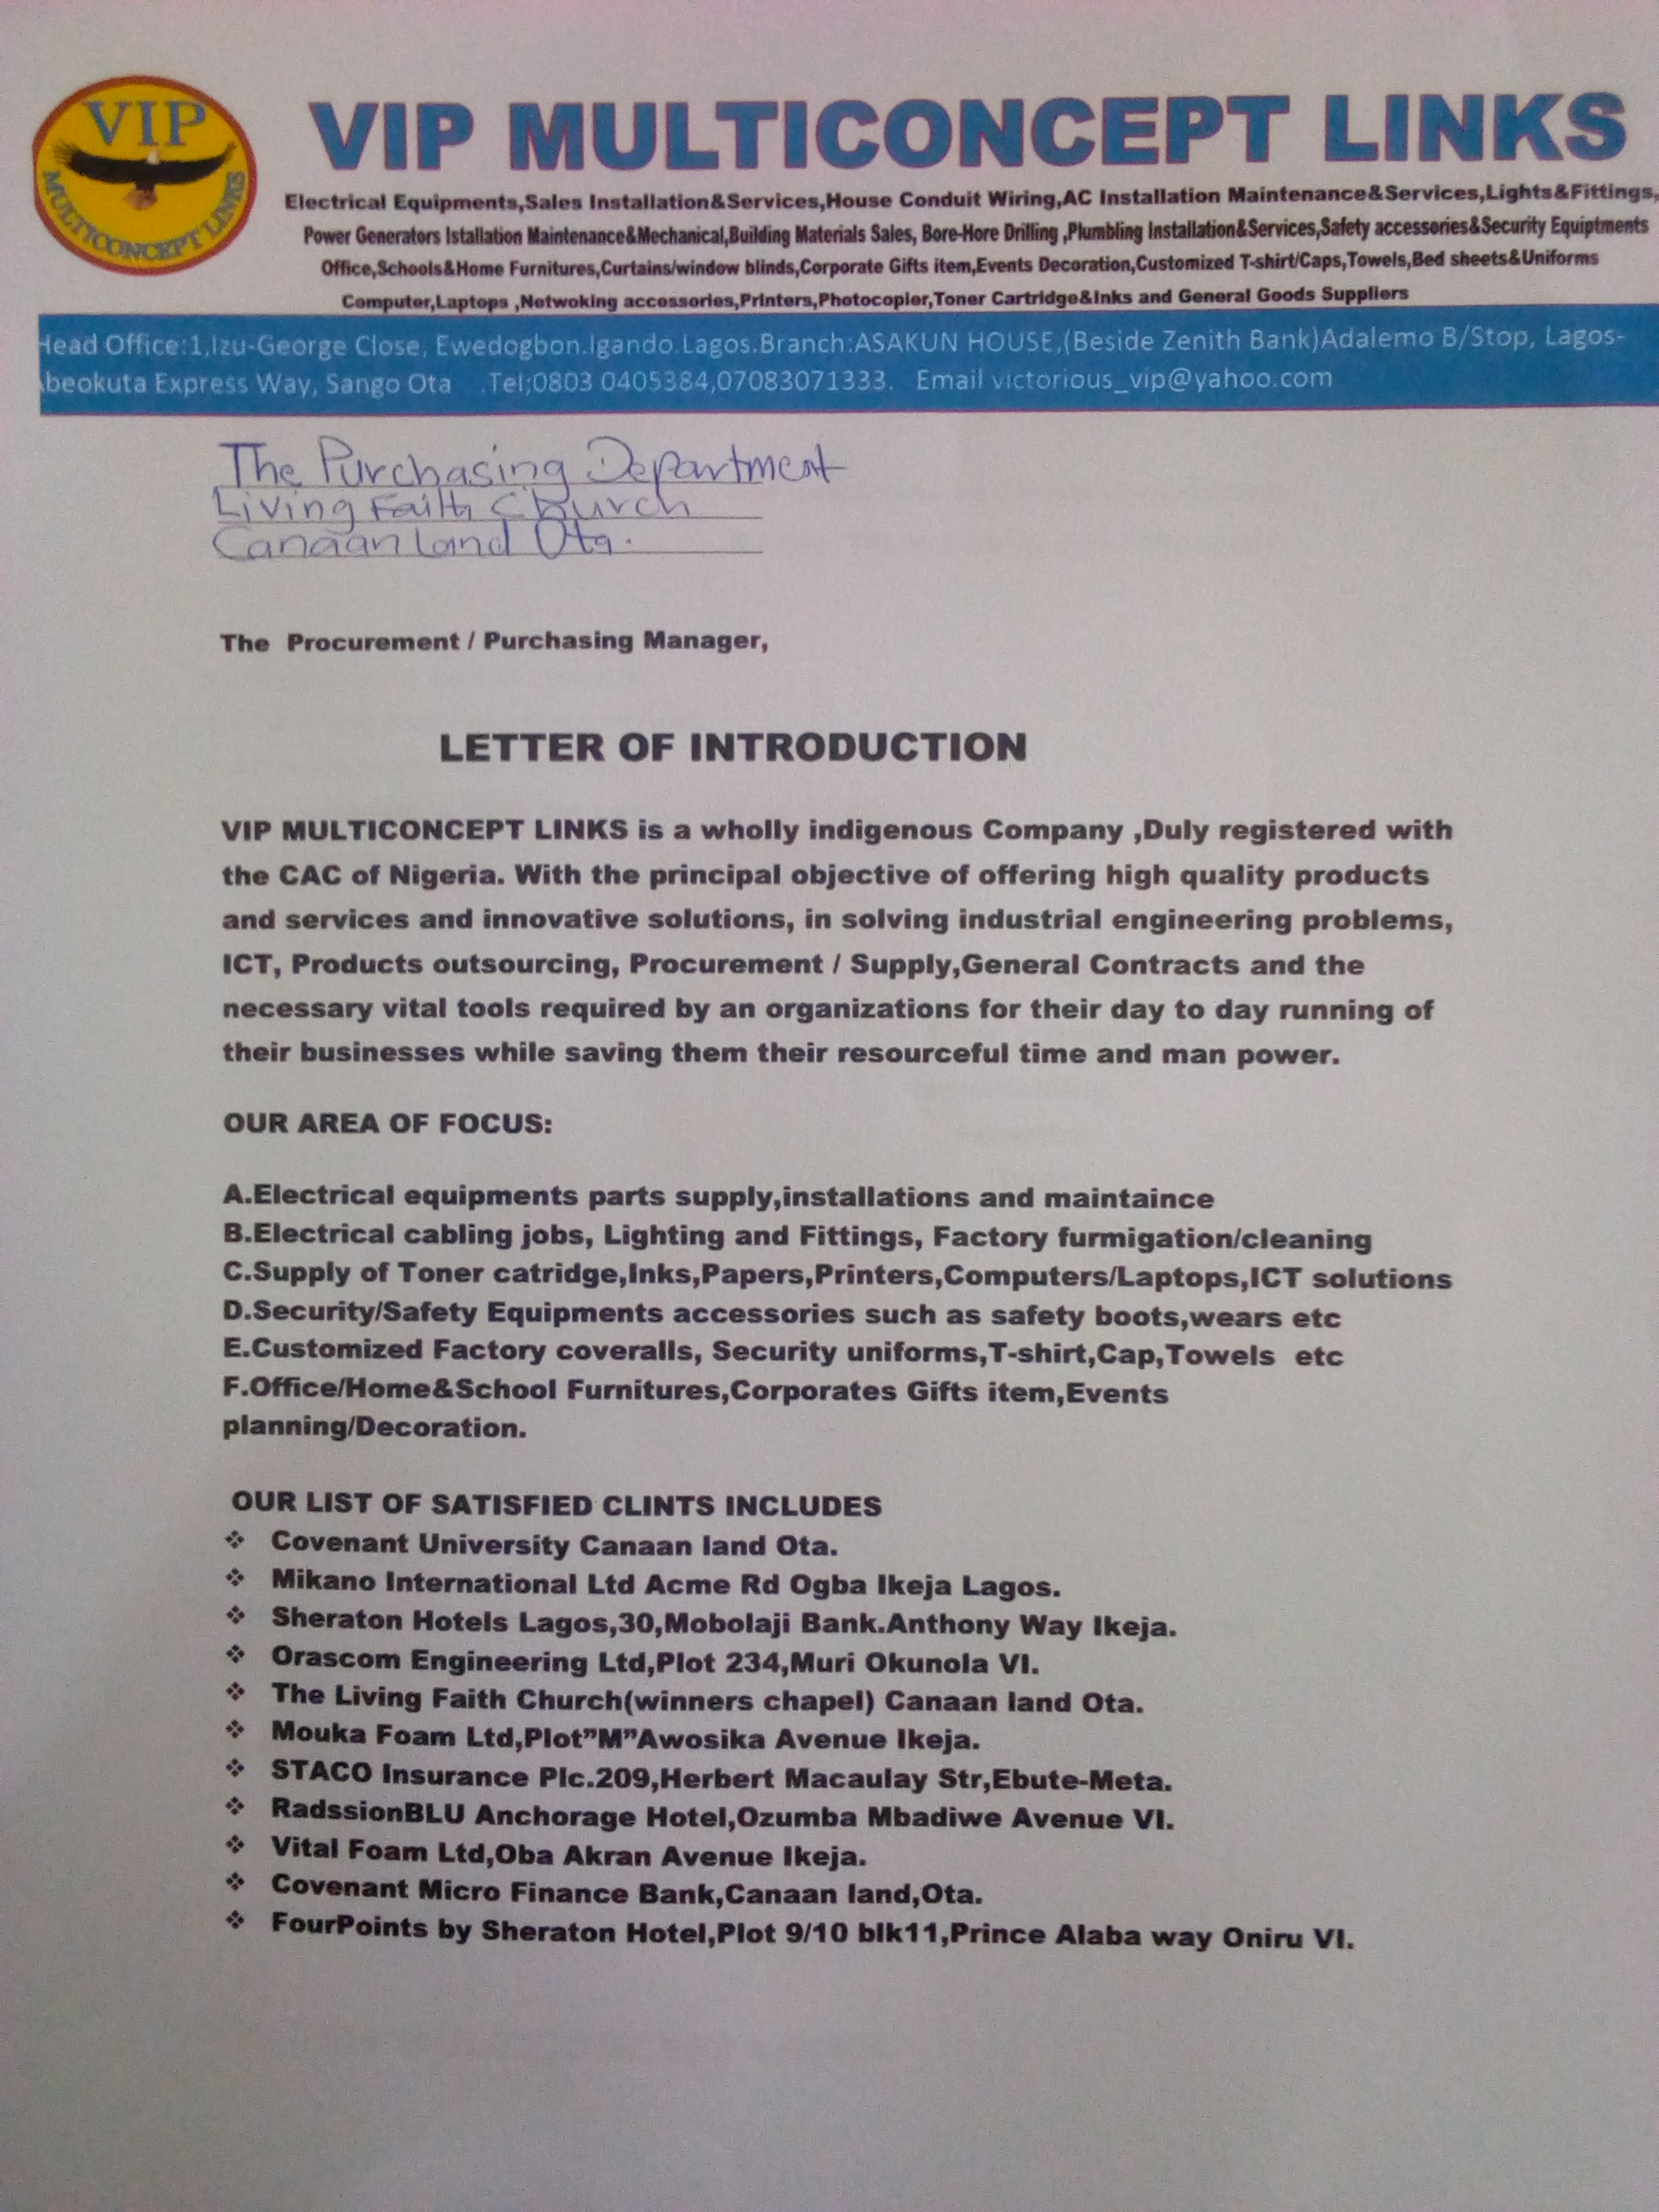 VIP
MULTICONCEPT LINKS
VIP MULTICONCEPT LINKS
Electrical Equipments,Sales Installation&Services,House Conduit Wiring,AC Installation Maintenance&Services,Lights&Fittings,
Power Generators Istallation Maintenance&Mechanical,Building Materials Sales, Bore-Hore Drilling ,Plumbling Installation&Services,Safety accessories&Security Equiptments
Office,Schools&Home Furnitures,Curtains/window blinds,Corporate Gifts item,Events Decoration,Customized T-shirt/Caps,Towels,Bed sheets&Uniforms
Computer,Laptops ,Netwoking accessories,Printers,Photocopier,Toner Cartridge&Inks and General Goods Suppliers
Head Office:1,Izu-George Close, Ewedogbon.Igando.Lagos.Branch:ASAKUN HOUSE,(Beside Zenith Bank)Adalemo B/Stop, Lagos-
beokuta Express Way, Sango Ota .Tel;0803 0405384,07083071333. Email victorious_vip@yahoo.com
The Purchasing Department
Living Faith Church
Canaan land Ota.
The Procurement / Purchasing Manager,
LETTER OF INTRODUCTION
VIP MULTICONCEPT LINKS is a wholly indigenous Company ,Duly registered with
the CAC of Nigeria. With the principal objective of offering high quality products
and services and innovative solutions, in solving industrial engineering problems,
ICT, Products outsourcing, Procurement / Supply,General Contracts and the
necessary vital tools required by an organizations for their day to day running of
their businesses while saving them their resourceful time and man power.
OUR AREA OF FOCUS:
A.Electrical equipments parts supply,installations and maintaince
B.Electrical cabling jobs, Lighting and Fittings, Factory furmigation/cleaning
C.Supply of Toner catridge,Inks,Papers,Printers,Computers/Laptops,ICT solutions
D.Security/Safety Equipments accessories such as safety boots,wears etc
E.Customized Factory coveralls, Security uniforms,T-shirt,Cap,Towels etc
F.Office/Home&School Furnitures,Corporates Gifts item,Events
planning/Decoration.
OUR LIST OF SATISFIED CLINTS INCLUDES
❖ Covenant University Canaan land Ota.
❖ Mikano International Ltd Acme Rd Ogba Ikeja Lagos.
❖ Sheraton Hotels Lagos,30,Mobolaji Bank.Anthony Way Ikeja.
❖ Orascom Engineering Ltd,Plot 234,Muri Okunola VI.
❖ The Living Faith Church(winners chapel) Canaan land Ota.
❖ Mouka Foam Ltd,Plot”M”Awosika Avenue Ikeja.
❖ STACO Insurance Plc.209,Herbert Macaulay Str,Ebute-Meta.
❖ RadssionBLU Anchorage Hotel,Ozumba Mbadiwe Avenue VI.
❖ Vital Foam Ltd,Oba Akran Avenue Ikeja.
❖ Covenant Micro Finance Bank,Canaan land,Ota.
❖ FourPoints by Sheraton Hotel,Plot 9/10 blk11,Prince Alaba way Oniru VI.